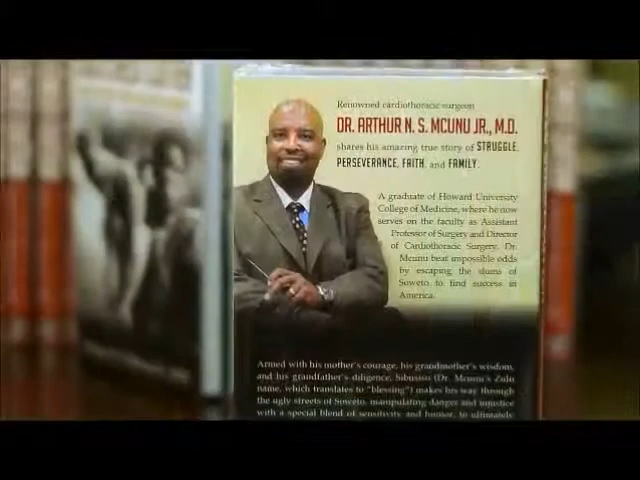 Renowned cardiothoracic surgeon
DR. ARTHUR N. S. MCUNU JR., M.D.
shares his amazing true story of STRUGGLE,
PERSEVERANCE, FAITH, and FAMILY.
A graduate of Howard University
College of Medicine, where he now
serves on the faculty as Assistant
Professor of Surgery and Director
of Cardiothoracic Surgery, Dr.
Mcunu beat impossible odds
by escaping the slums of
Soweto to find success in
America.
Armed with his mother's courage, his grandmother's wisdom,
and his grandfather's diligence, Sibusiso (Dr. Mcunu's Zulu
name, which translates to "blessing") makes his way through
the ugly streets of Soweto, manipulating danger and injustice
with a special blend of sensitivity and humor, to ultimately